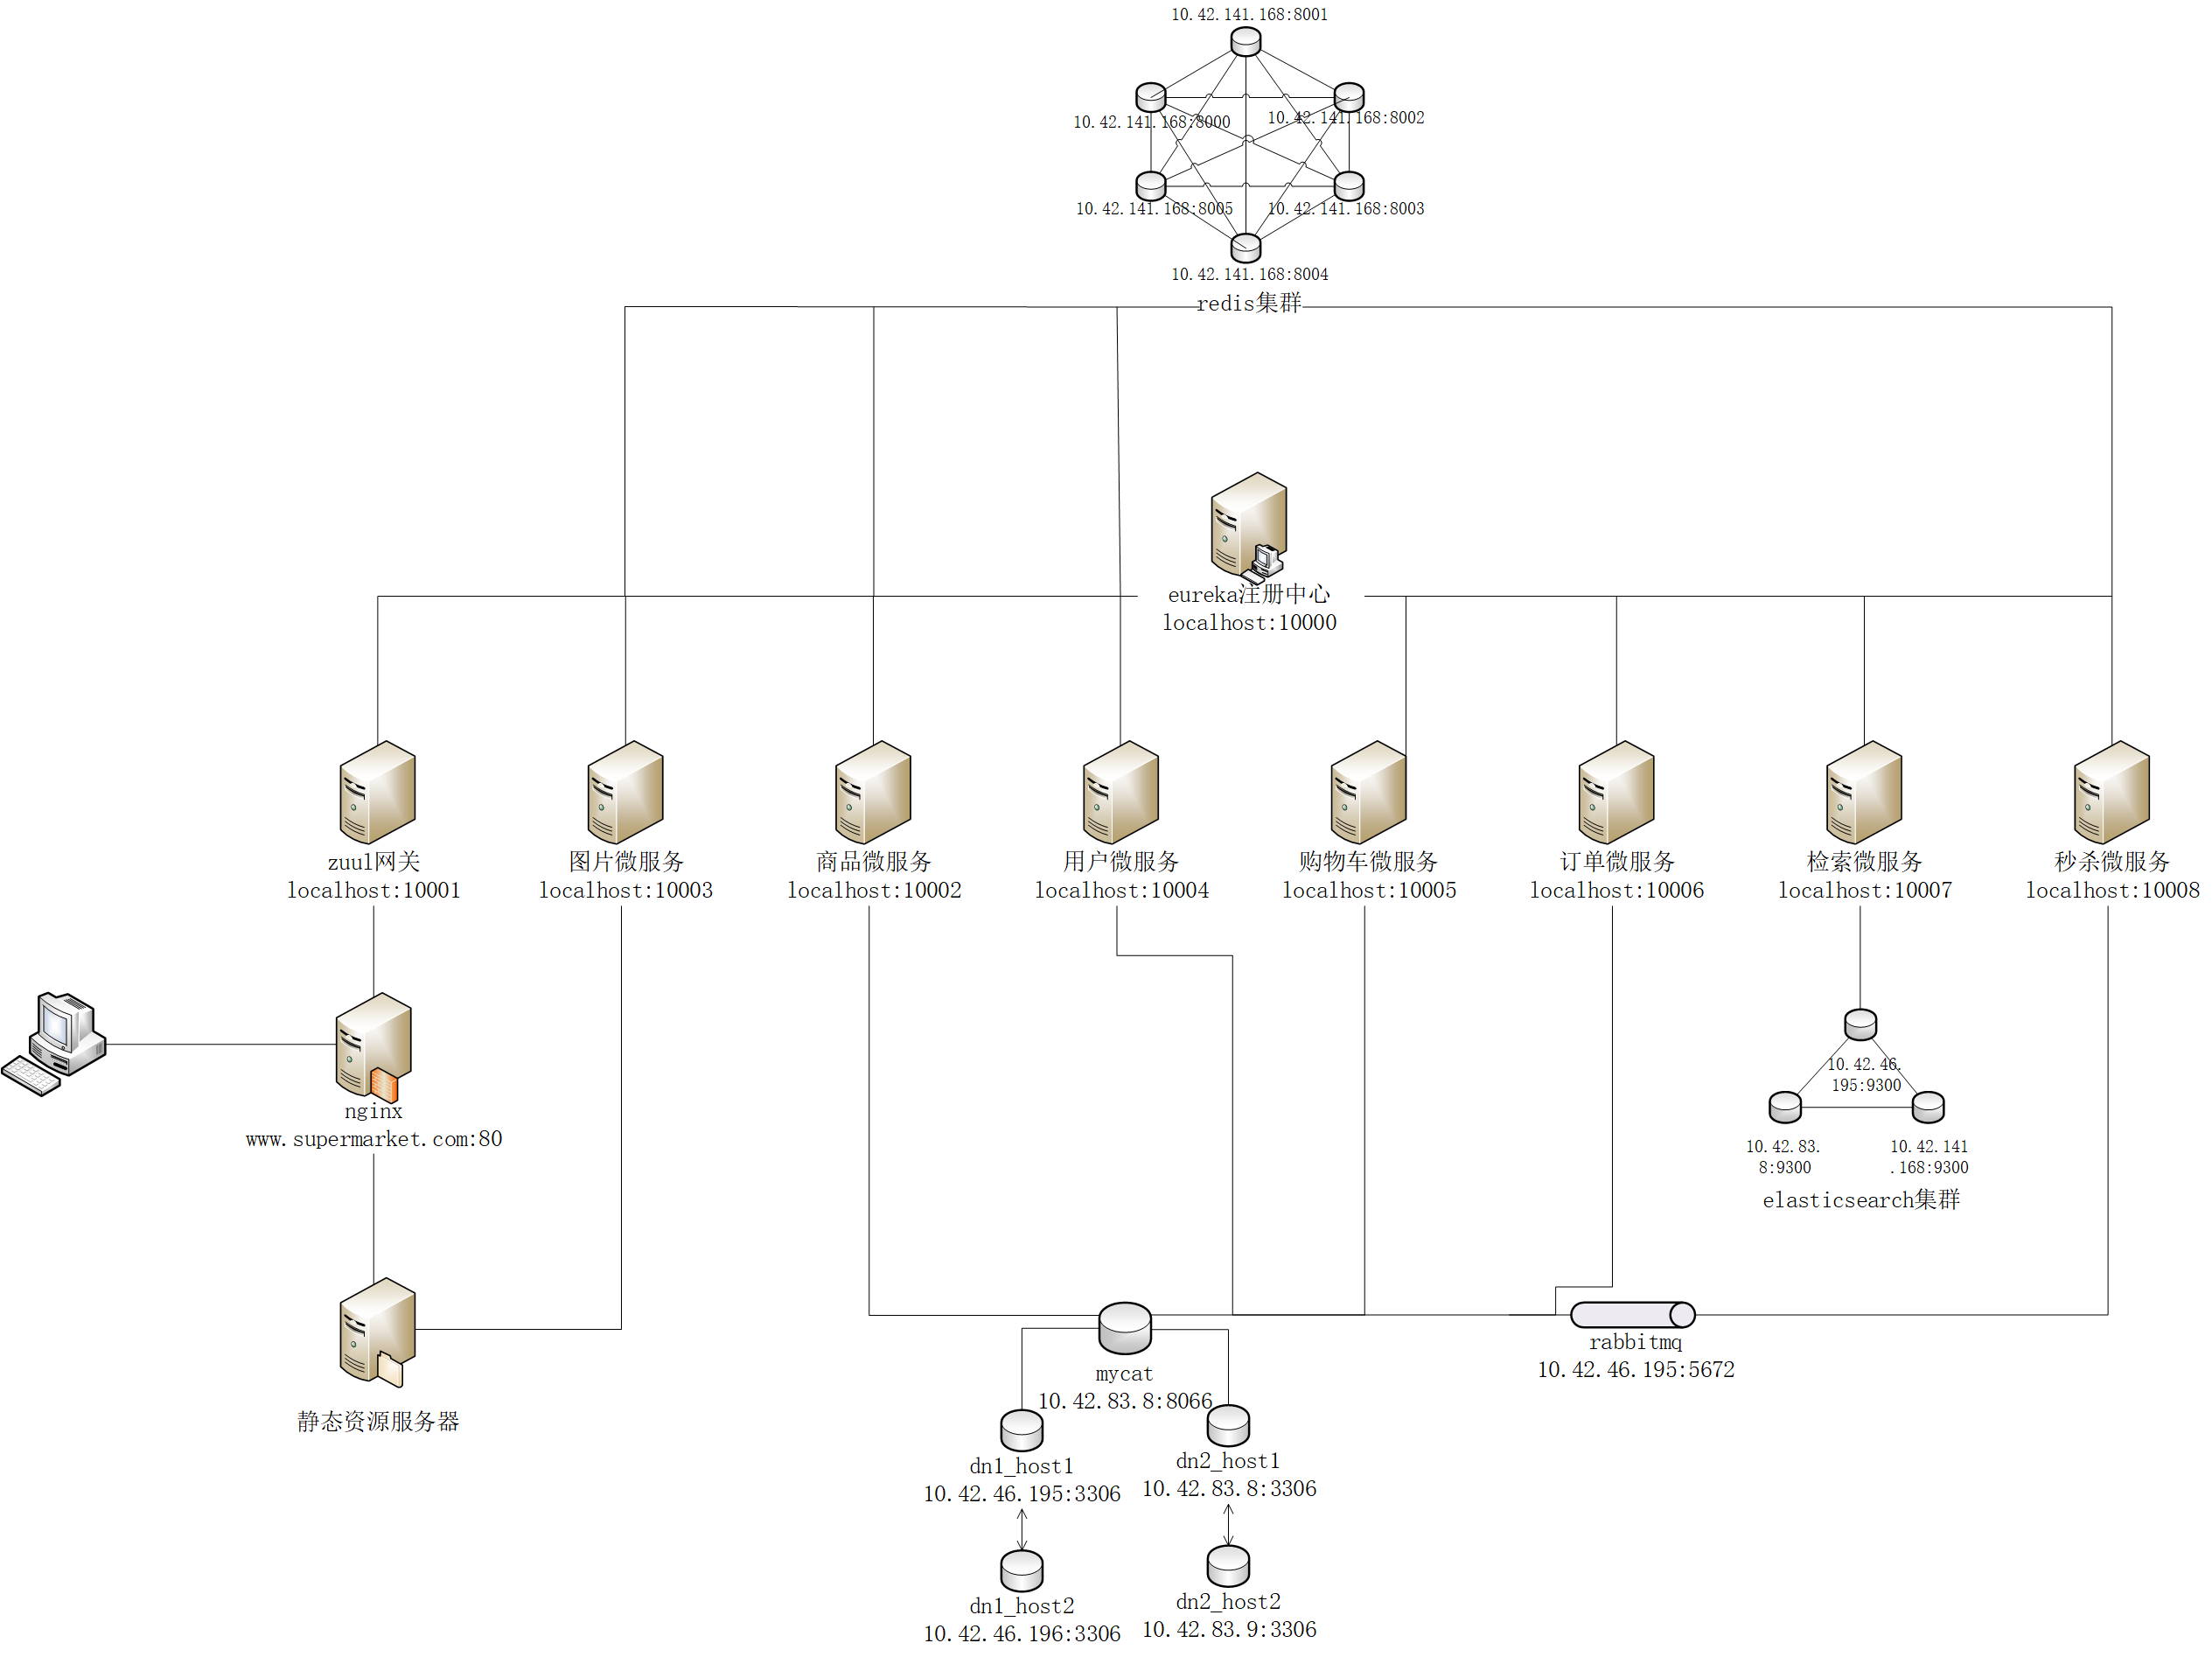 10.42.141.168:8001
10.42.141.168:8000
10.42.141.168:8002
10.42.141.168:8005
10.42.141.168:8003
10.42.141.168:8004
redis集群
eureka注册中心
localhost:10000
zuul网关
localhost:10001
图片微服务
localhost:10003
商品微服务
localhost:10002
用户微服务
localhost:10004
购物车微服务
localhost:10005
订单微服务
localhost:10006
检索微服务
localhost:10007
秒杀微服务
localhost:10008
nginx
www.supermarket.com:80
10.42.46.
195:9300
10.42.83.
8:9300
10.42.141
.168:9300
elasticsearch集群
静态资源服务器
mycat
10.42.83.8:8066
rabbitmq
10.42.46.195:5672
dn1_host1
10.42.46.195:3306
dn2_host1
10.42.83.8:3306
dn1_host2
10.42.46.196:3306
dn2_host2
10.42.83.9:3306